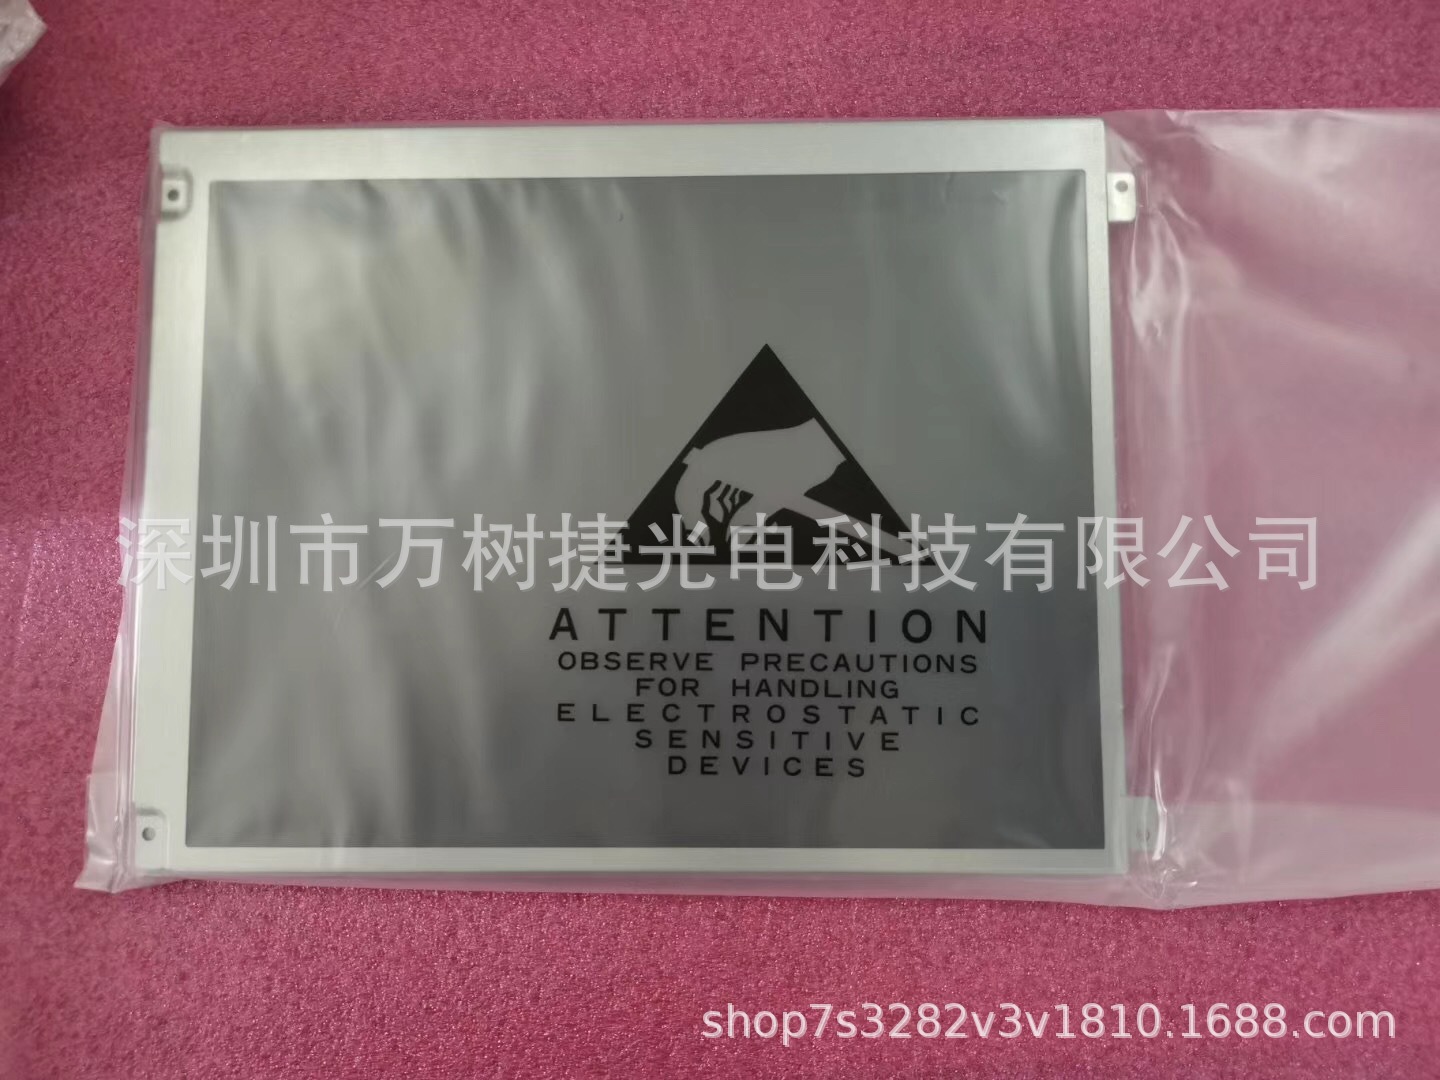 深圳市万树捷光电科技有限公司
ATTENTION
OBSERVE PRECAUTIONS
FOR HANDLING
ELECTROSTATIC
SENSITIVE
DEVICES
shop7s3282v3v1810.1688.com